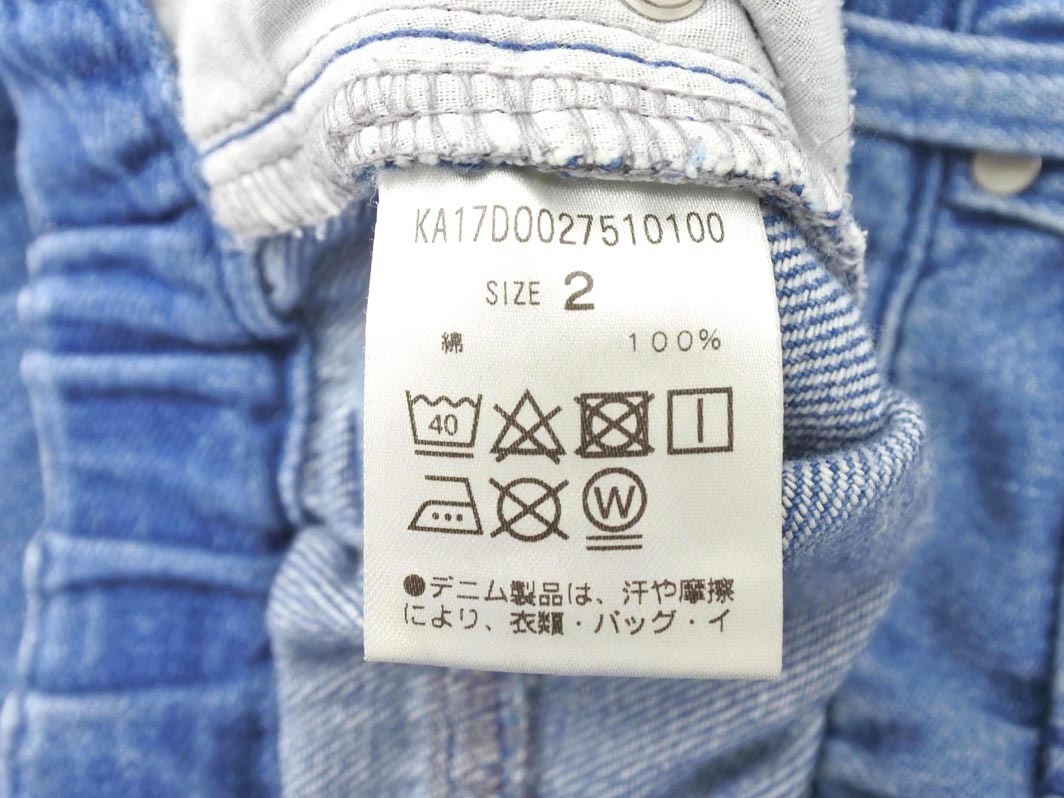 KA17D0027510100
SIZE 2
綿 100%
40
W
●デニム製品は、汗や摩擦
により、衣類・バッグ・イ